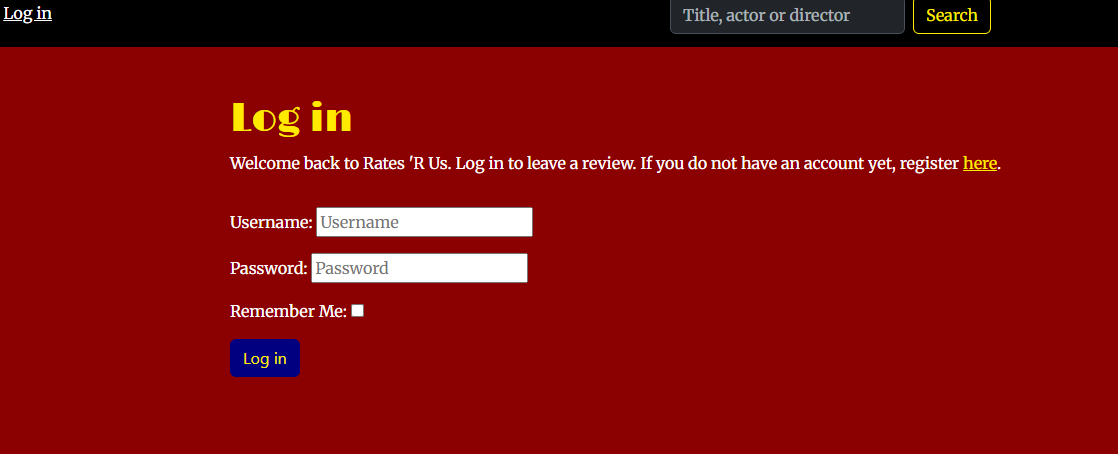 Log in
Title, actor or director
Search
Log in
Welcome back to Rates 'R Us. Log in to leave a review. If you do not have an account yet, register here.
Username: Username
Password: Password
Remember Me:
Log in